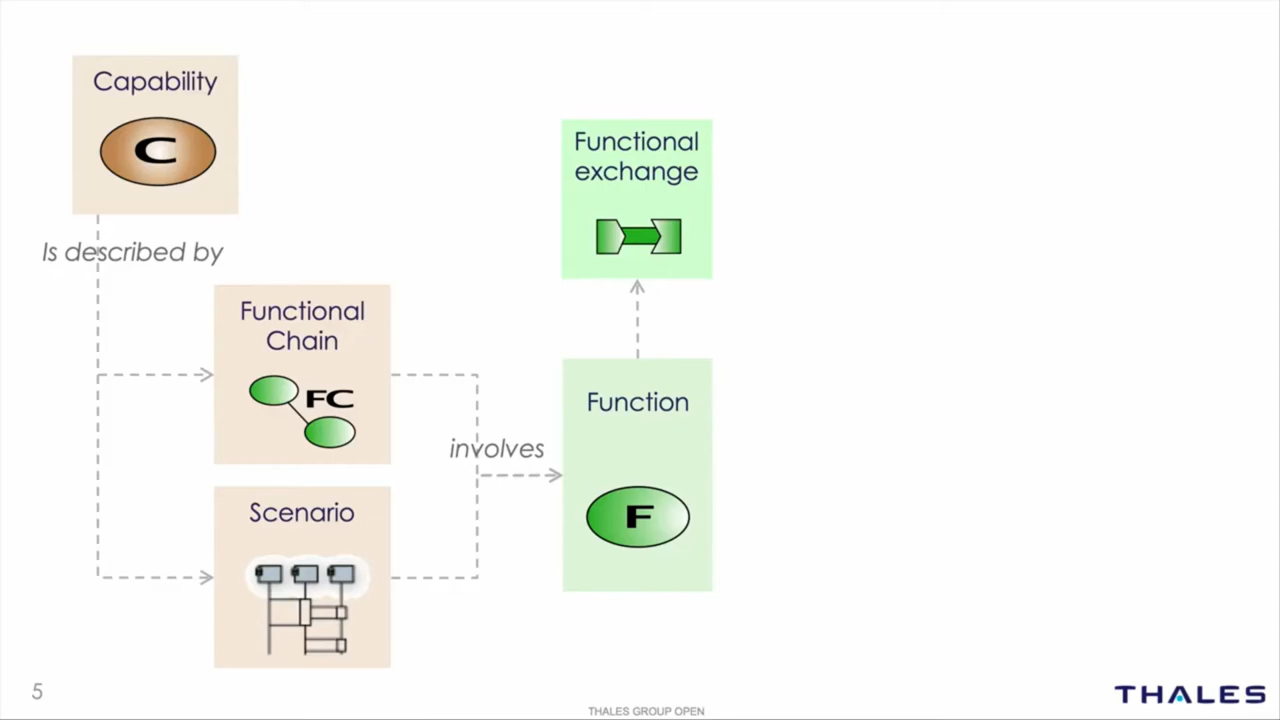 Capability
C
Is described by
Functional
Chain
FC
Scenario
involves
Functional
exchange
Function
F
5
THALES GROUP OPEN
THALES